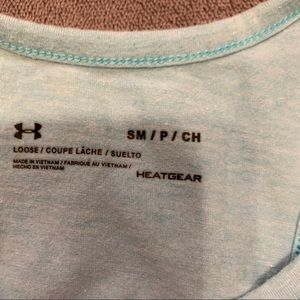 SM / P / CH
LOOSE / COUPE LÂCHE / SUELTO
MADE IN VIETNAM / FABRIQUÉ AU VIETNAM /
HECHO EN VIETNAM
HEATGEAR